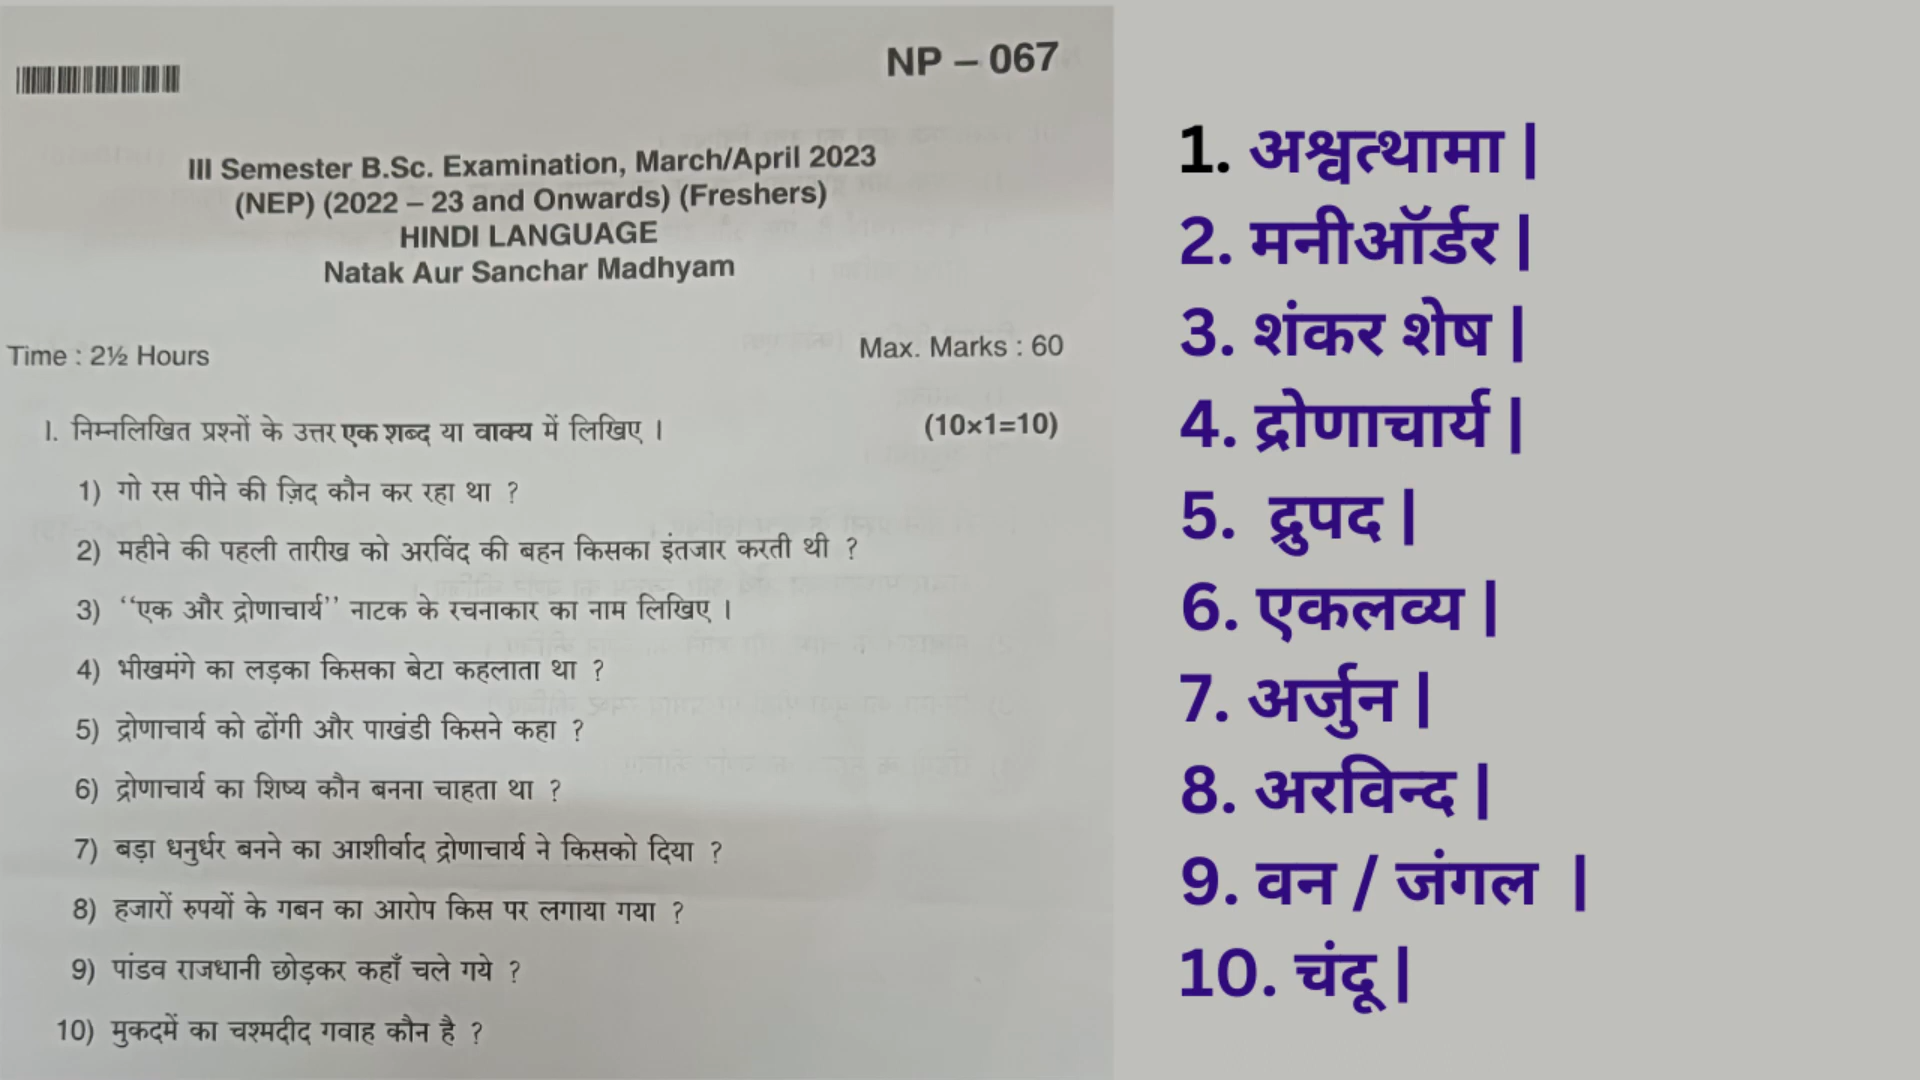 NP – 067
III Semester B.Sc. Examination, March/April 2023
(NEP) (2022 – 23 and Onwards) (Freshers)
HINDI LANGUAGE
Natak Aur Sanchar Madhyam
Time : 2½ Hours Max. Marks : 60
I. निम्नलिखित प्रश्नों के उत्तर एक शब्द या वाक्य में लिखिए । (10×1=10)
1) गो रस पीने की ज़िद कौन कर रहा था ?
2) महीने की पहली तारीख को अरविंद की बहन किसका इंतजार करती थी ?
3) ‘‘एक और द्रोणाचार्य’’ नाटक के रचनाकार का नाम लिखिए ।
4) भीखमंगे का लड़का किसका बेटा कहलाता था ?
5) द्रोणाचार्य को ढोंगी और पाखंडी किसने कहा ?
6) द्रोणाचार्य का शिष्य कौन बनना चाहता था ?
7) बड़ा धनुर्धर बनने का आशीर्वाद द्रोणाचार्य ने किसको दिया ?
8) हजारों रुपयों के गबन का आरोप किस पर लगाया गया ?
9) पांडव राजधानी छोड़कर कहाँ चले गये ?
10) मुकदमें का चश्मदीद गवाह कौन है ?
1. अश्वत्थामा |
2. मनीऑर्डर |
3. शंकर शेष |
4. द्रोणाचार्य |
5. द्रुपद |
6. एकलव्य |
7. अर्जुन |
8. अरविन्द |
9. वन / जंगल |
10. चंदू |